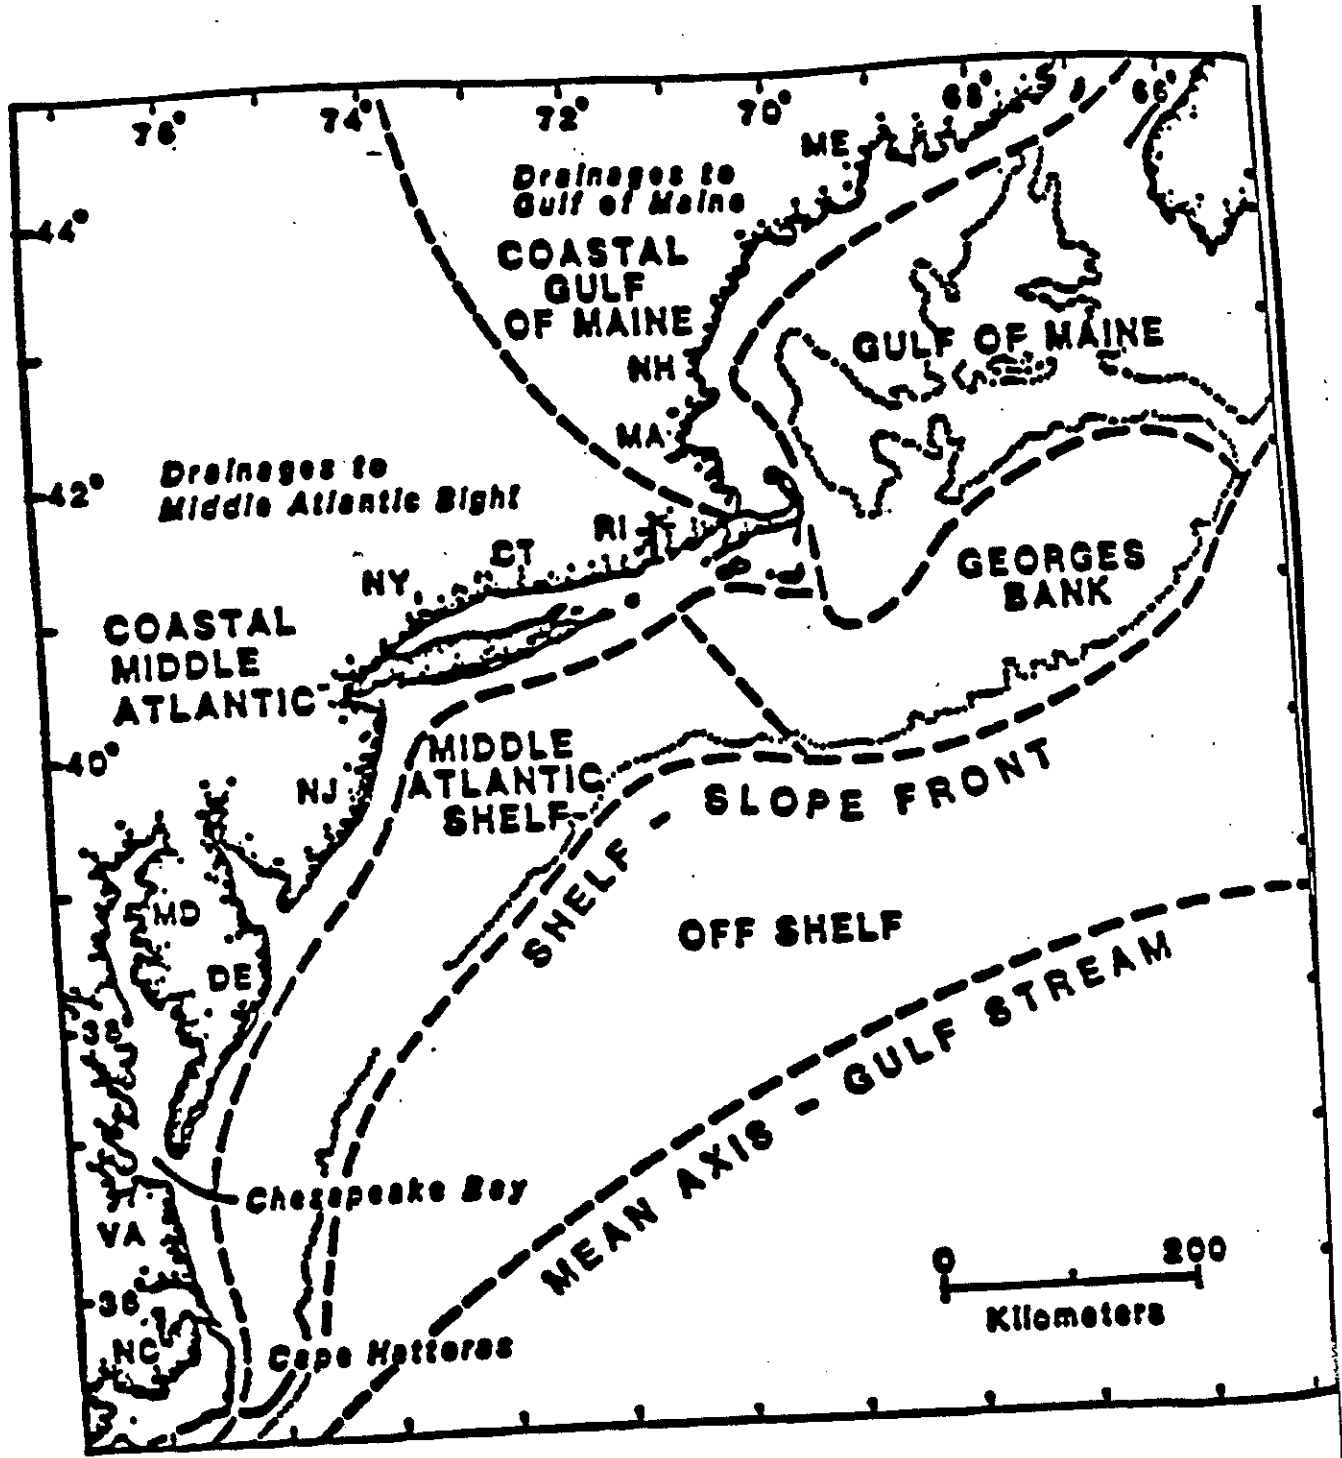 76°
74°
72°
70°
68°
66°
ME
Drainages to
Gulf of Maine
44°
COASTAL
GULF
OF MAINE
GULF OF MAINE
NH
MA
Drainages to
Middle Atlantic Bight
42°
RI
CT
NY
GEORGES
BANK
COASTAL
MIDDLE
ATLANTIC
40°
MIDDLE
ATLANTIC
SHELF
NJ
SHELF - SLOPE FRONT
MD
DE
OFF SHELF
38°
MEAN AXIS - GULF STREAM
Chesapeake Bay
VA
36°
NC
Cape Hatteras
0 200
Kilometers